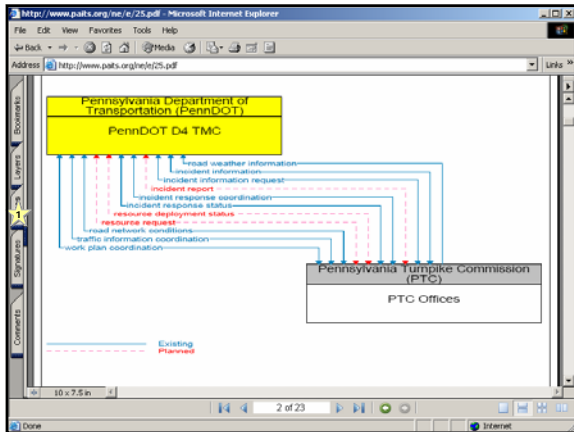 http://www.paits.org/ne/e/25.pdf - Microsoft Internet Explorer
File Edit View Favorites Tools Help
Back Media
Address http://www.paits.org/ne/e/25.pdf Links »
Bookmarks
Layers
1
Signatures
Comments
Pennsylvania Department of
Transportation (PennDOT)
PennDOT D4 TMC
road weather information
incident information
incident information request
incident report
incident response coordination
incident response status
resource deployment status
resource request
road network conditions
traffic information coordination
work plan coordination
Pennsylvania Turnpike Commission
(PTC)
PTC Offices
Existing
Planned
10 x 7.5 in
2 of 23
Done Internet